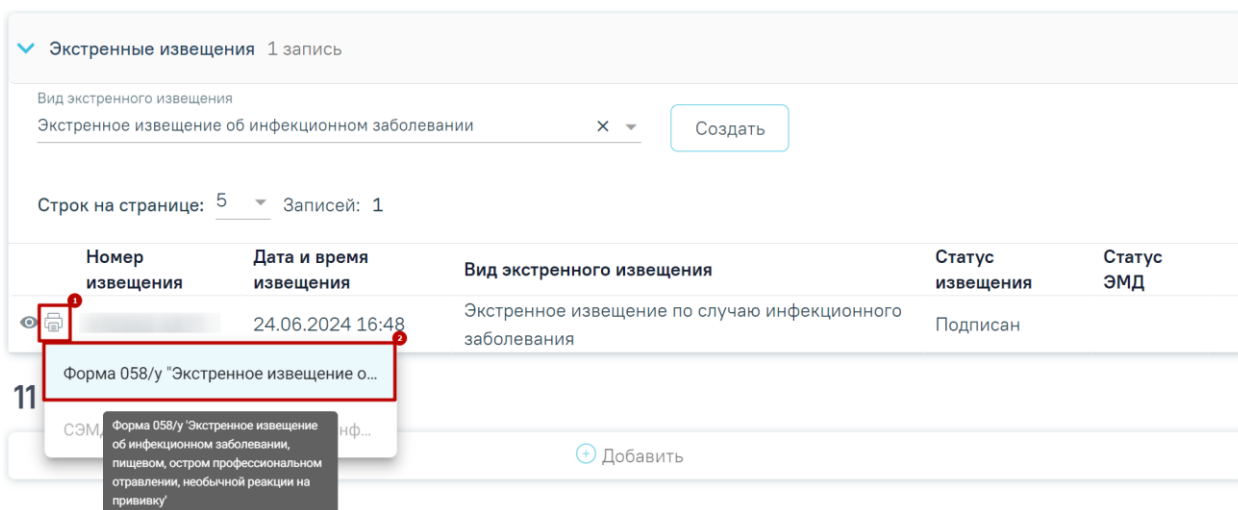 Экстренные извещения 1 запись
Вид экстренного извещения
Экстренное извещение об инфекционном заболевании
Создать
Строк на странице: 5 Записей: 1
Номер извещения
Дата и время извещения
Вид экстренного извещения
Статус извещения
Статус ЭМД
1
24.06.2024 16:48
Экстренное извещение по случаю инфекционного
заболевания
Подписан
2
Форма 058/у "Экстренное извещение о...
11
СЭМД
Форма 058/у 'Экстренное извещение
об инфекционном заболевании,
пищевом, остром профессиональном
отравлении, необычной реакции на
прививку'
Добавить